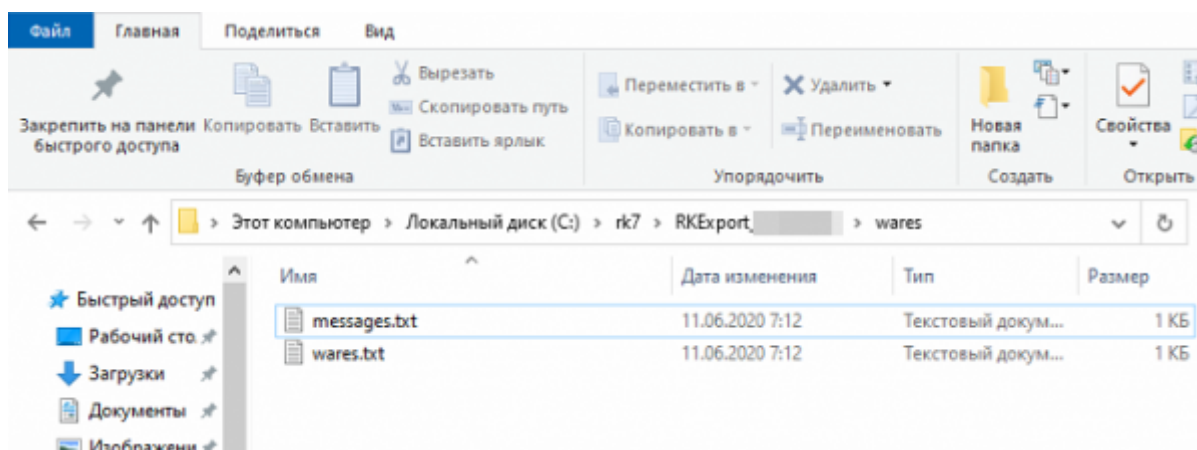 Файл Главная Поделиться Вид
Закрепить на панели быстрого доступа
Копировать
Вставить
Вырезать
Скопировать путь
Вставить ярлык
Буфер обмена
Переместить в
Копировать в
Удалить
Переименовать
Упорядочить
Новая папка
Создать
Свойства
Открыть
Этот компьютер > Локальный диск (C:) > rk7 > RKExport_ > wares
Имя Дата изменения Тип Размер
messages.txt 11.06.2020 7:12 Текстовый докум... 1 КБ
wares.txt 11.06.2020 7:12 Текстовый докум... 1 КБ
Быстрый доступ
Рабочий сто
Загрузки
Документы
Изображени